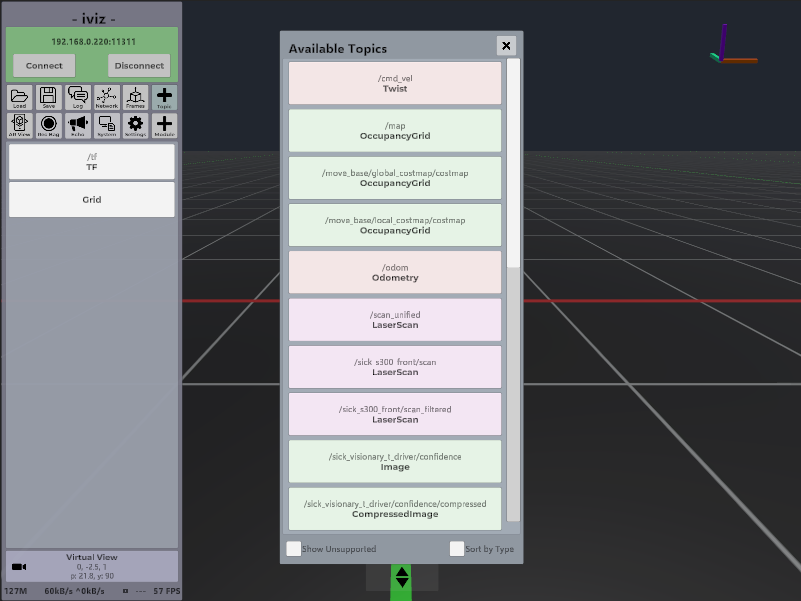 - iviz -
192.168.0.220:11311
Connect
Disconnect
Load
Save
Log
Network
Frames
Topic
AR View
Rec Bag
Echo
System
Settings
Module
/tf
TF
Grid
Virtual View
0, -2.5, 1
p: 21.8, y: 90
127M 60kB/s ^0kB/s --- 57 FPS
Available Topics
/cmd_vel
Twist
/map
OccupancyGrid
/move_base/global_costmap/costmap
OccupancyGrid
/move_base/local_costmap/costmap
OccupancyGrid
/odom
Odometry
/scan_unified
LaserScan
/sick_s300_front/scan
LaserScan
/sick_s300_front/scan_filtered
LaserScan
/sick_visionary_t_driver/confidence
Image
/sick_visionary_t_driver/confidence/compressed
CompressedImage
Show Unsupported
Sort by Type